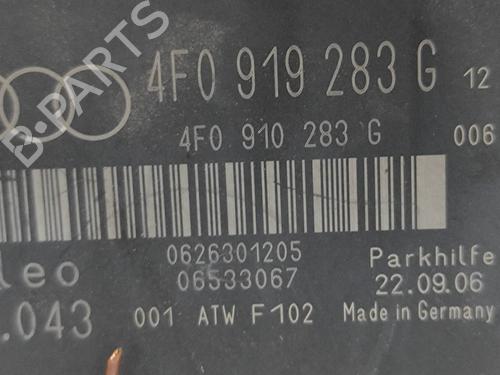 B-PARTS
4F0 919 283 G 12
4F0 910 283 G 006
0626301205
06533067
leo
Parkhilfe
22.09.06
.043
001 ATW F102
Made in Germany